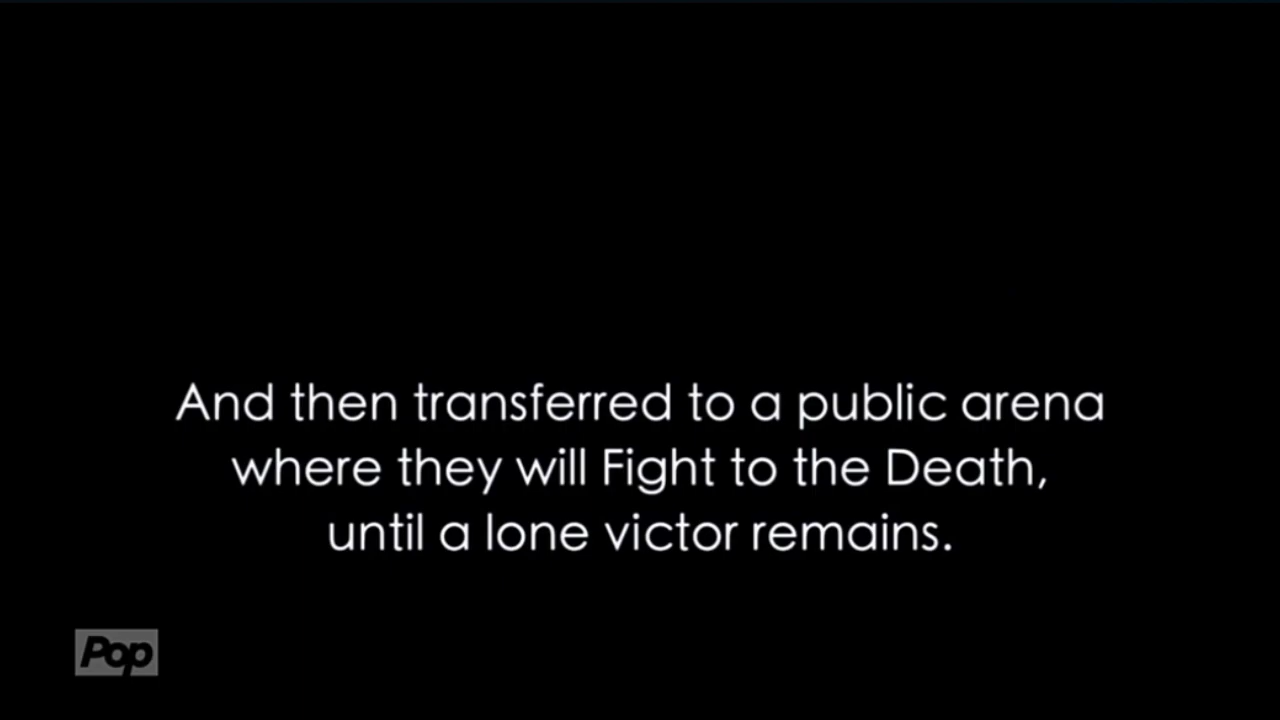 And then transferred to a public arena
where they will Fight to the Death,
until a lone victor remains.
Pop